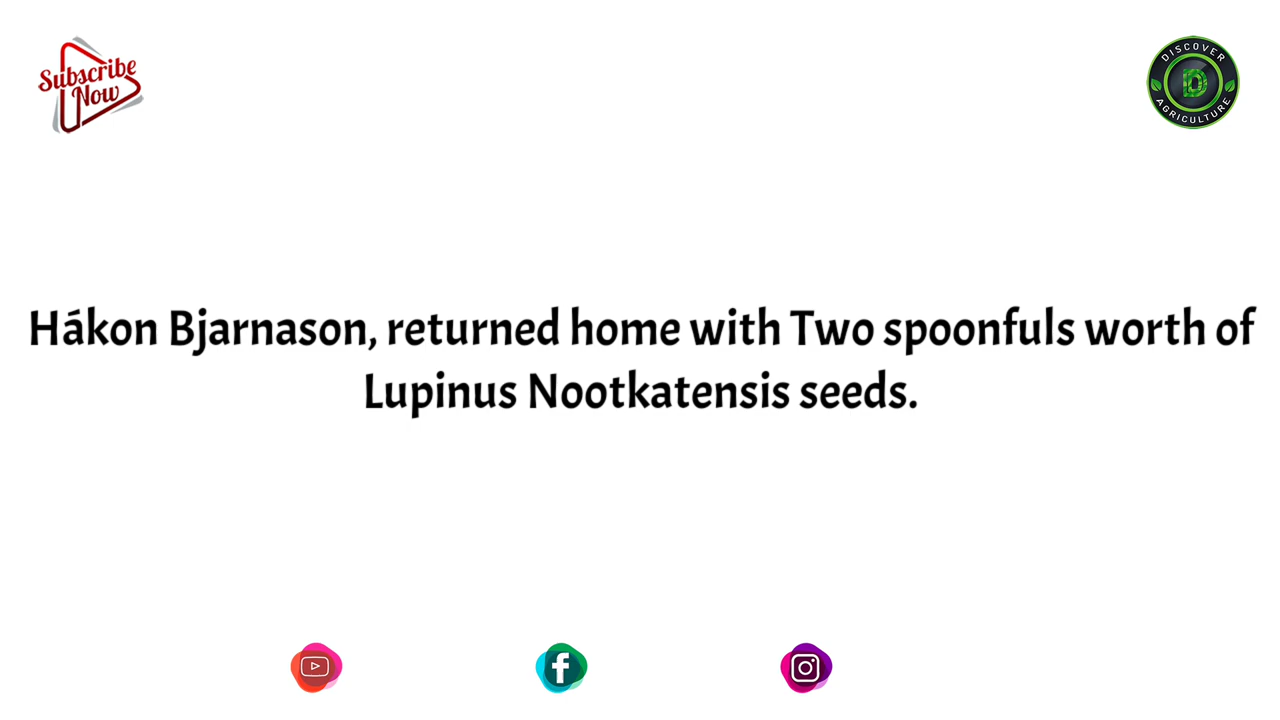 Subscribe
Now
DISCOVER
D
AGRICULTURE
Hákon Bjarnason, returned home with Two spoonfuls worth of
Lupinus Nootkatensis seeds.